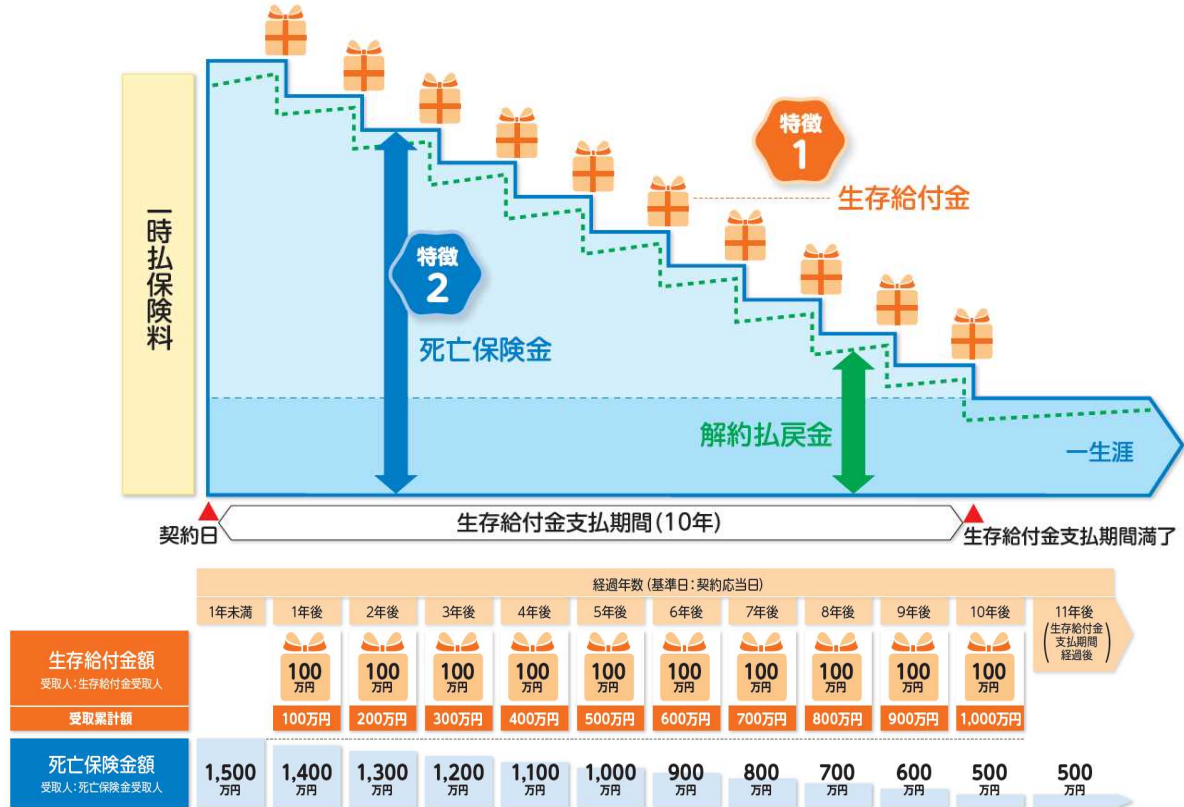 特徴
1
生存給付金
一時払保険料
特徴
2
死亡保険金
解約払戻金
一生涯
契約日
生存給付金支払期間(10年)
生存給付金支払期間満了
経過年数(基準日:契約応当日)
1年未満 1年後 2年後 3年後 4年後 5年後 6年後 7年後 8年後 9年後 10年後 11年後
(生存給付金
支払期間
経過後)
生存給付金額
受取人:生存給付金受取人
100 100 100 100 100 100 100 100 100 100
万円 万円 万円 万円 万円 万円 万円 万円 万円 万円
受取累計額 100万円 200万円 300万円 400万円 500万円 600万円 700万円 800万円 900万円 1,000万円
死亡保険金額
受取人:死亡保険金受取人
1,500 1,400 1,300 1,200 1,100 1,000 900 800 700 600 500 500
万円 万円 万円 万円 万円 万円 万円 万円 万円 万円 万円 万円